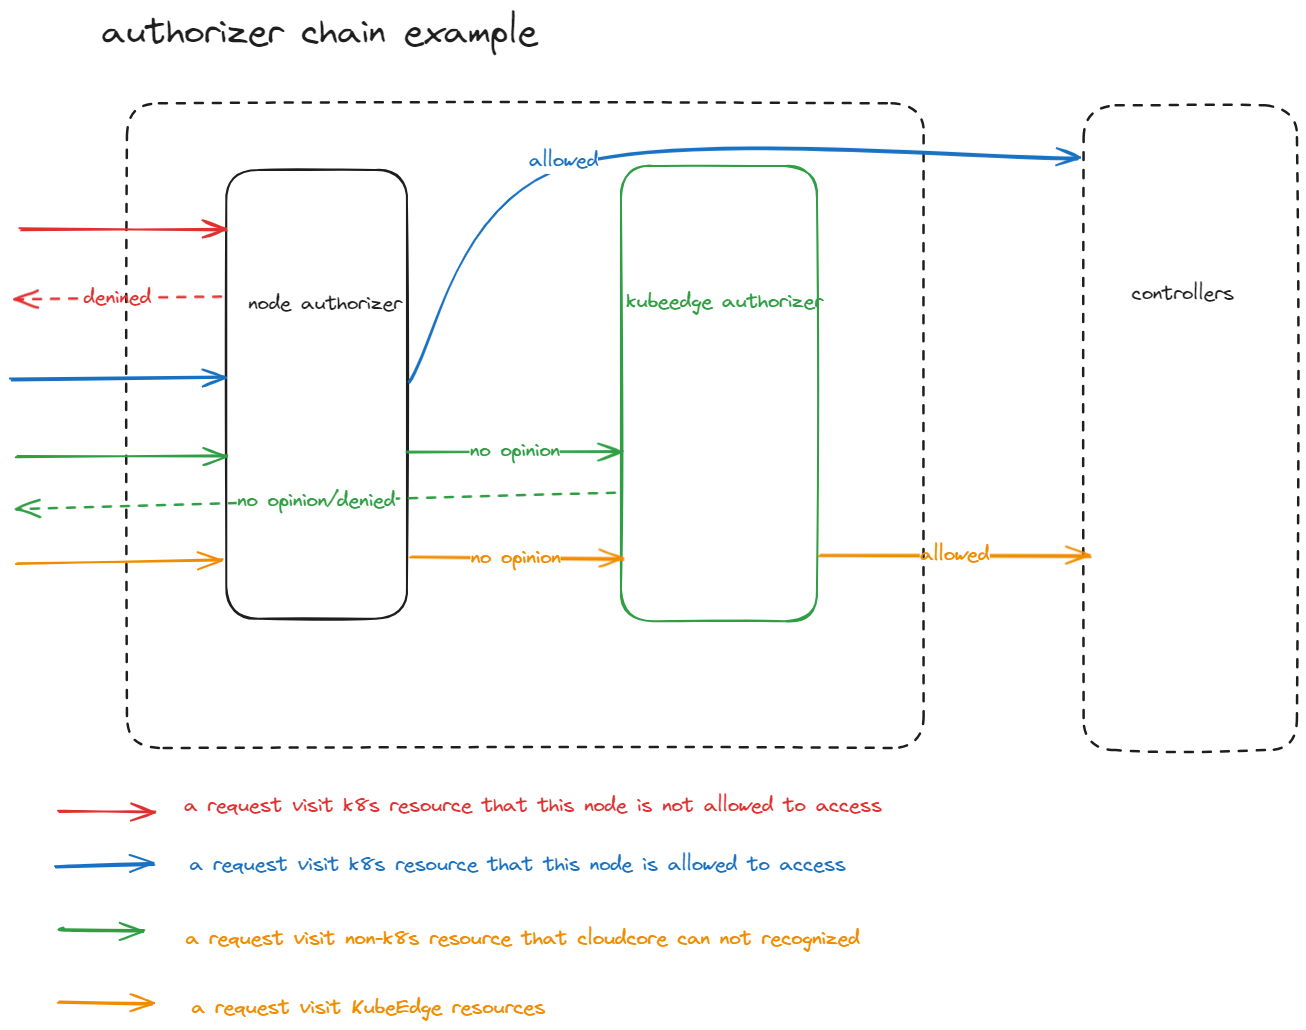 authorizer chain example
allowed
denined
node authorizer
kubeedge authorizer
controllers
no opinion
no opinion/denied
no opinion
allowed
a request visit k8s resource that this node is not allowed to access
a request visit k8s resource that this node is allowed to access
a request visit non-k8s resource that cloudcore can not recognized
a request visit KubeEdge resources